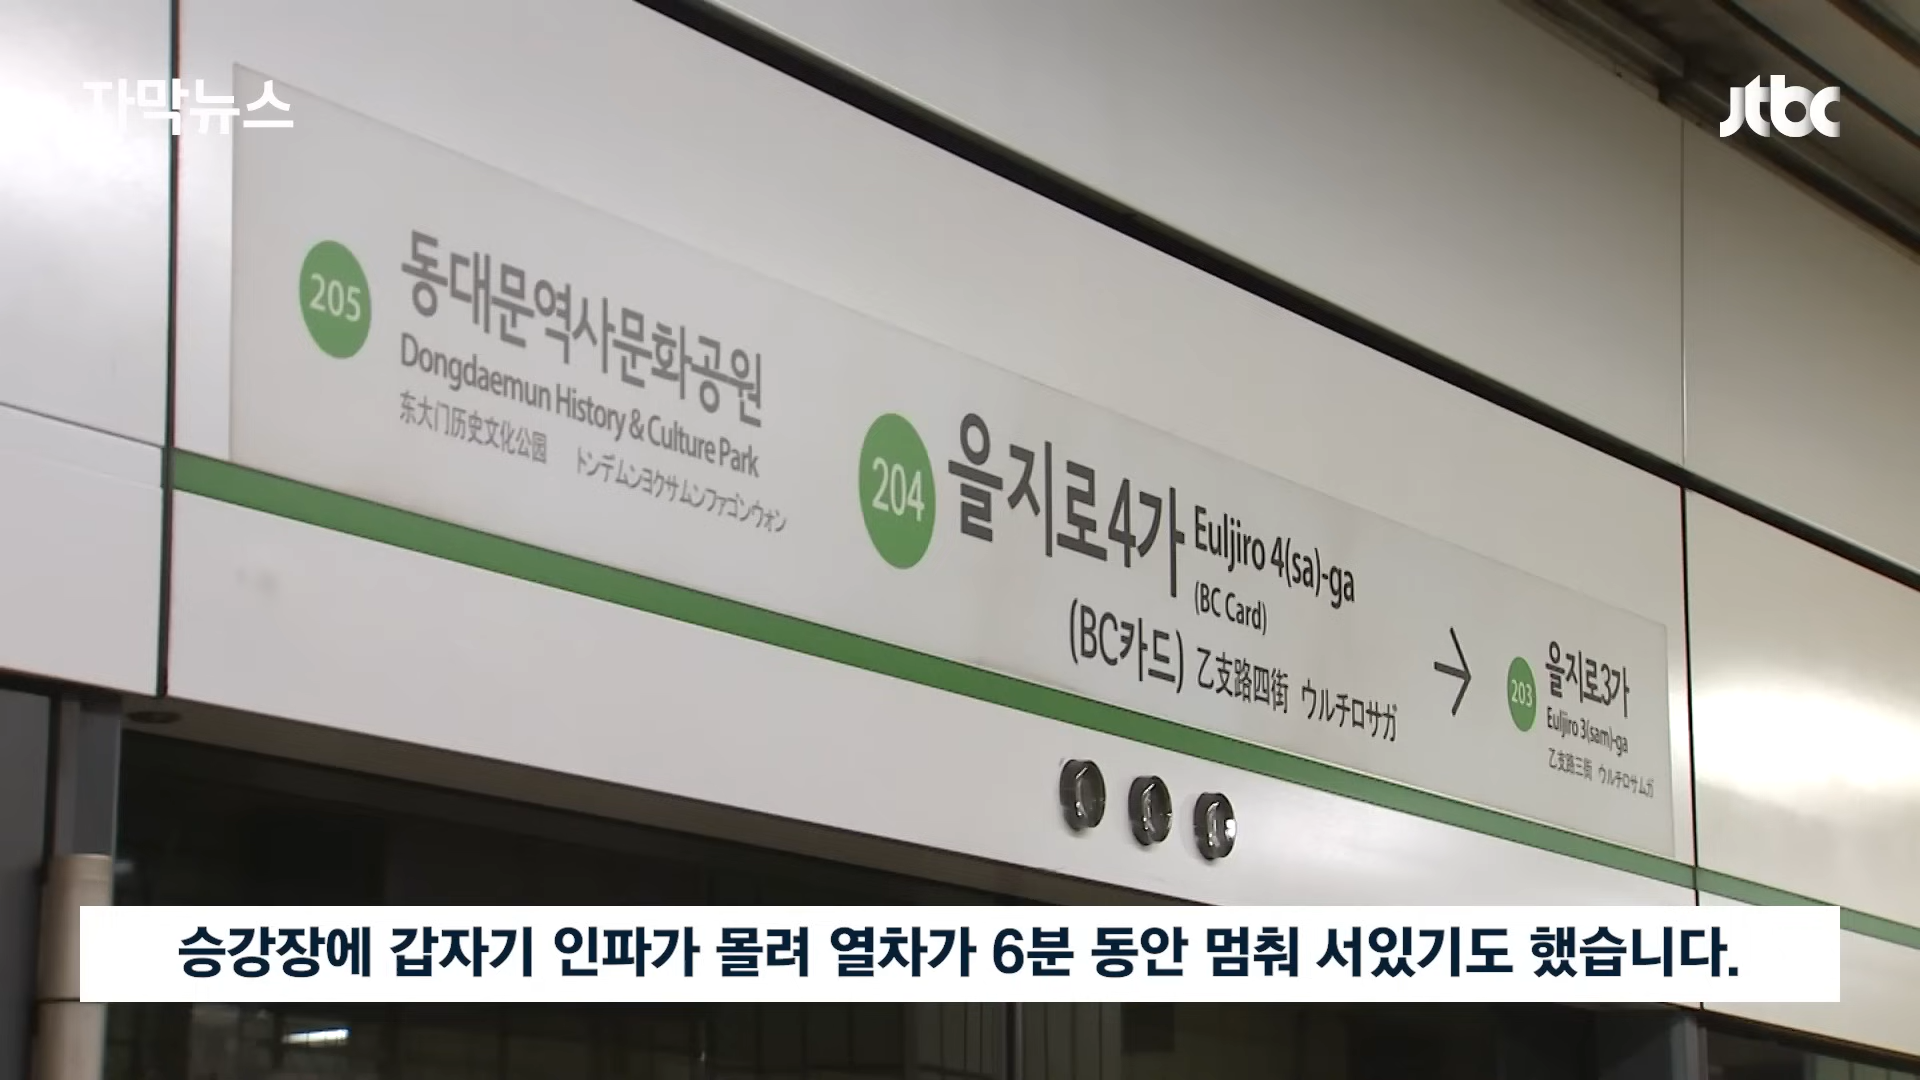 자막뉴스
jtbc
205
동대문역사문화공원
Dongdaemun History & Culture Park
东大门历史文化公园 トンデムンヨクサムンファゴンウォン
204
을지로4가 Euljiro 4(sa)-ga
(BC Card)
(BC카드) 乙支路四街 ウルチロサガ
→
203
을지로3가
Euljiro 3(sam)-ga
乙支路三街 ウルチロサムガ
승강장에 갑자기 인파가 몰려 열차가 6분 동안 멈춰 서있기도 했습니다.